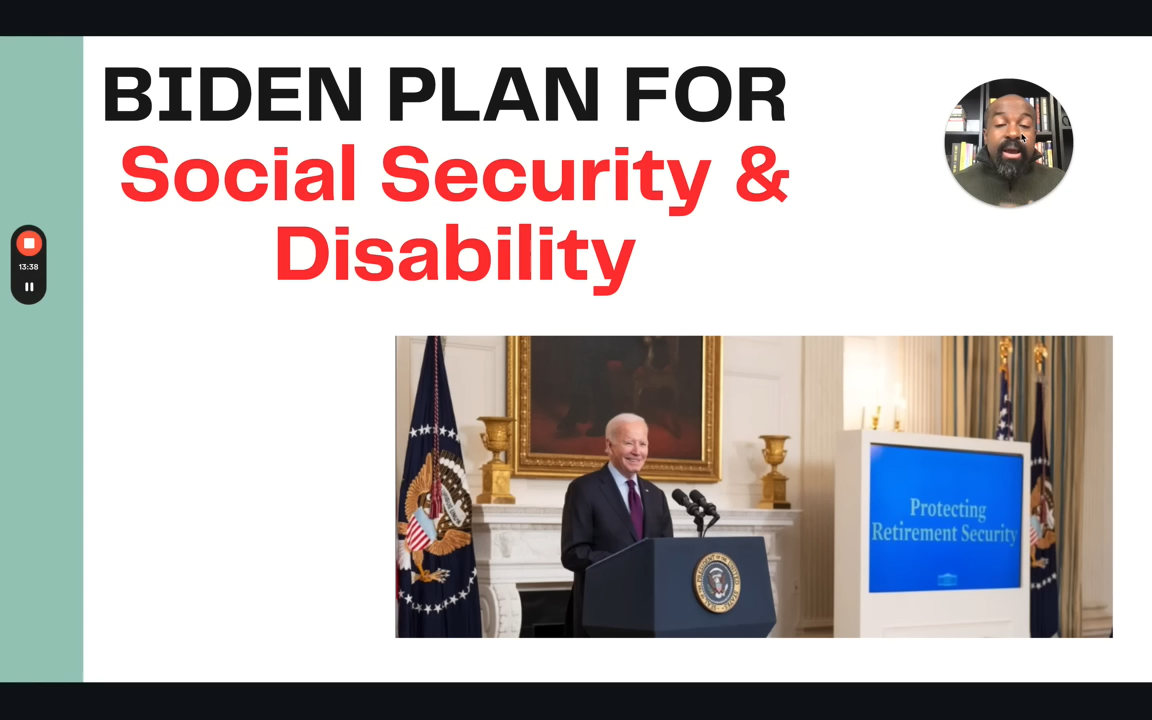 BIDEN PLAN FOR
Social Security &
Disability
13:38
Protecting
Retirement Security